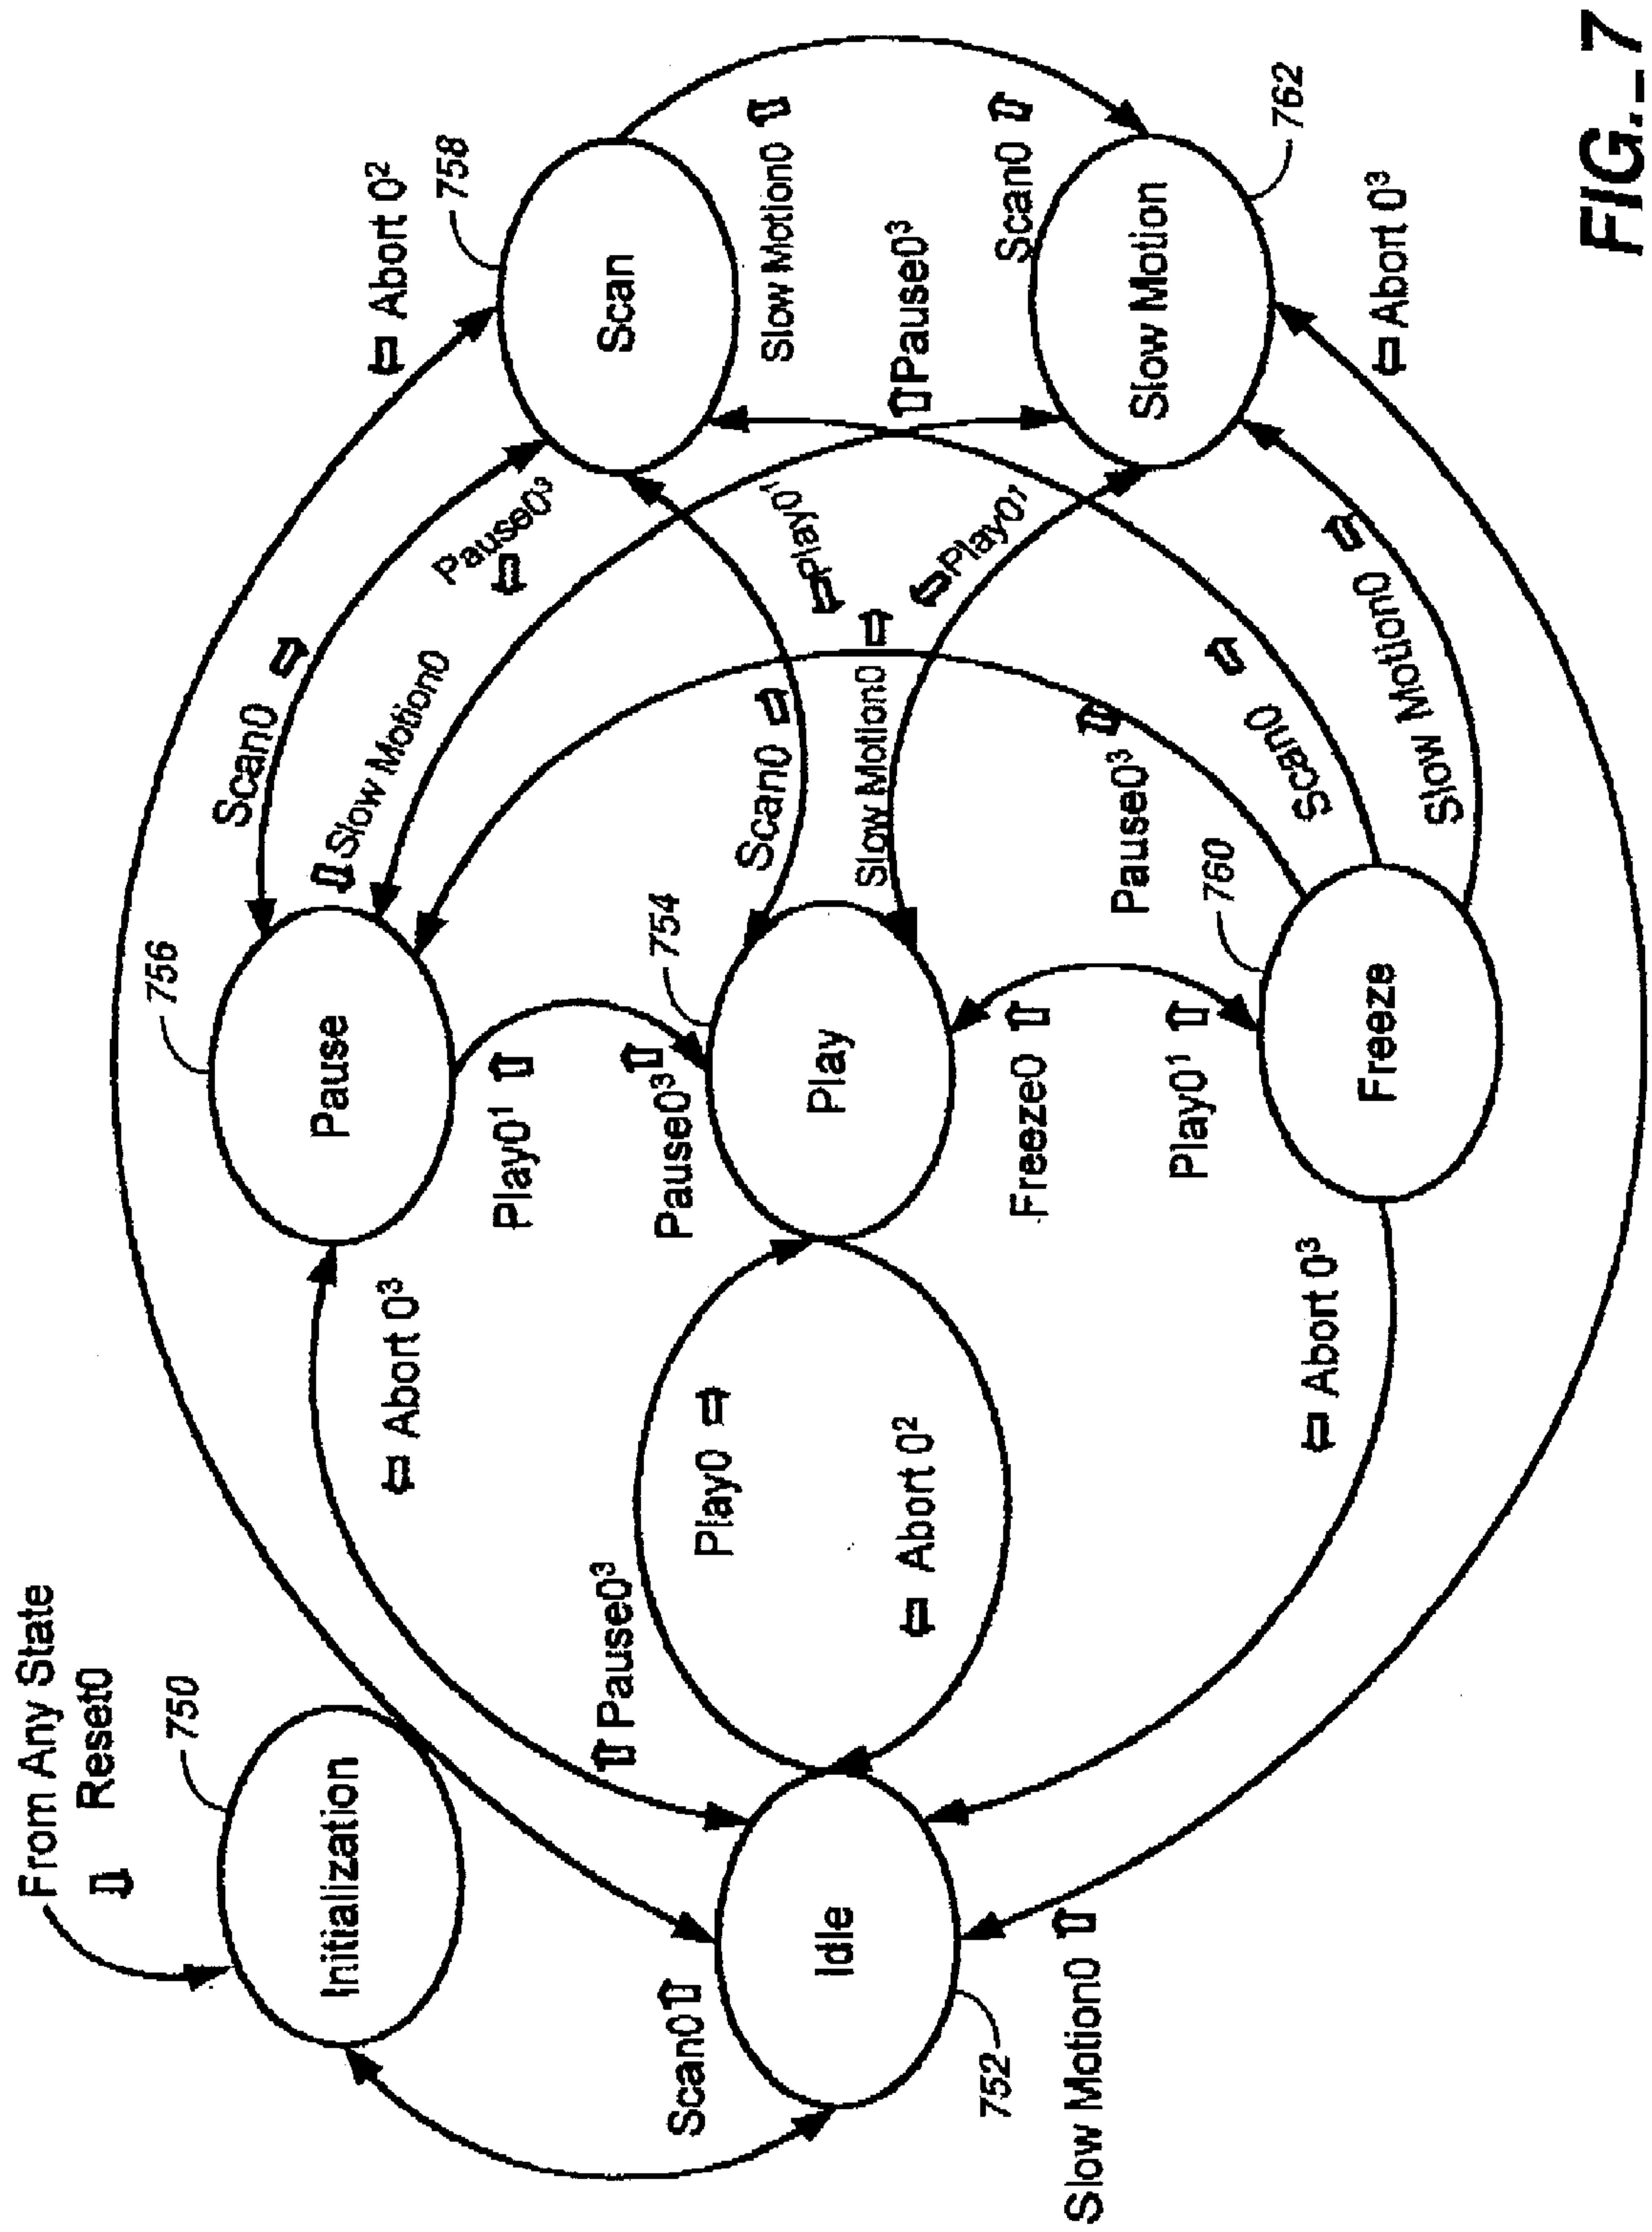 From Any State
Reset0
750
Initialization
Scan0
Idle
752
Slow Motion0
Pause0³
Play0
Abort 0²
Abort 0³
Abort 0³
756
Pause
Play0¹
Pause0³
754
Play
Freeze0
Play0¹
760
Freeze
Scan0
Slow Motion0
Pause0³
Scan0
Slow Motion0
Pause0³
Play0¹
Play0¹
Scan0
Slow Motion0
Abort 0²
758
Scan
Slow Motion0
Pause0³
Scan0
Slow Motion
762
Abort 0³
FIG._7